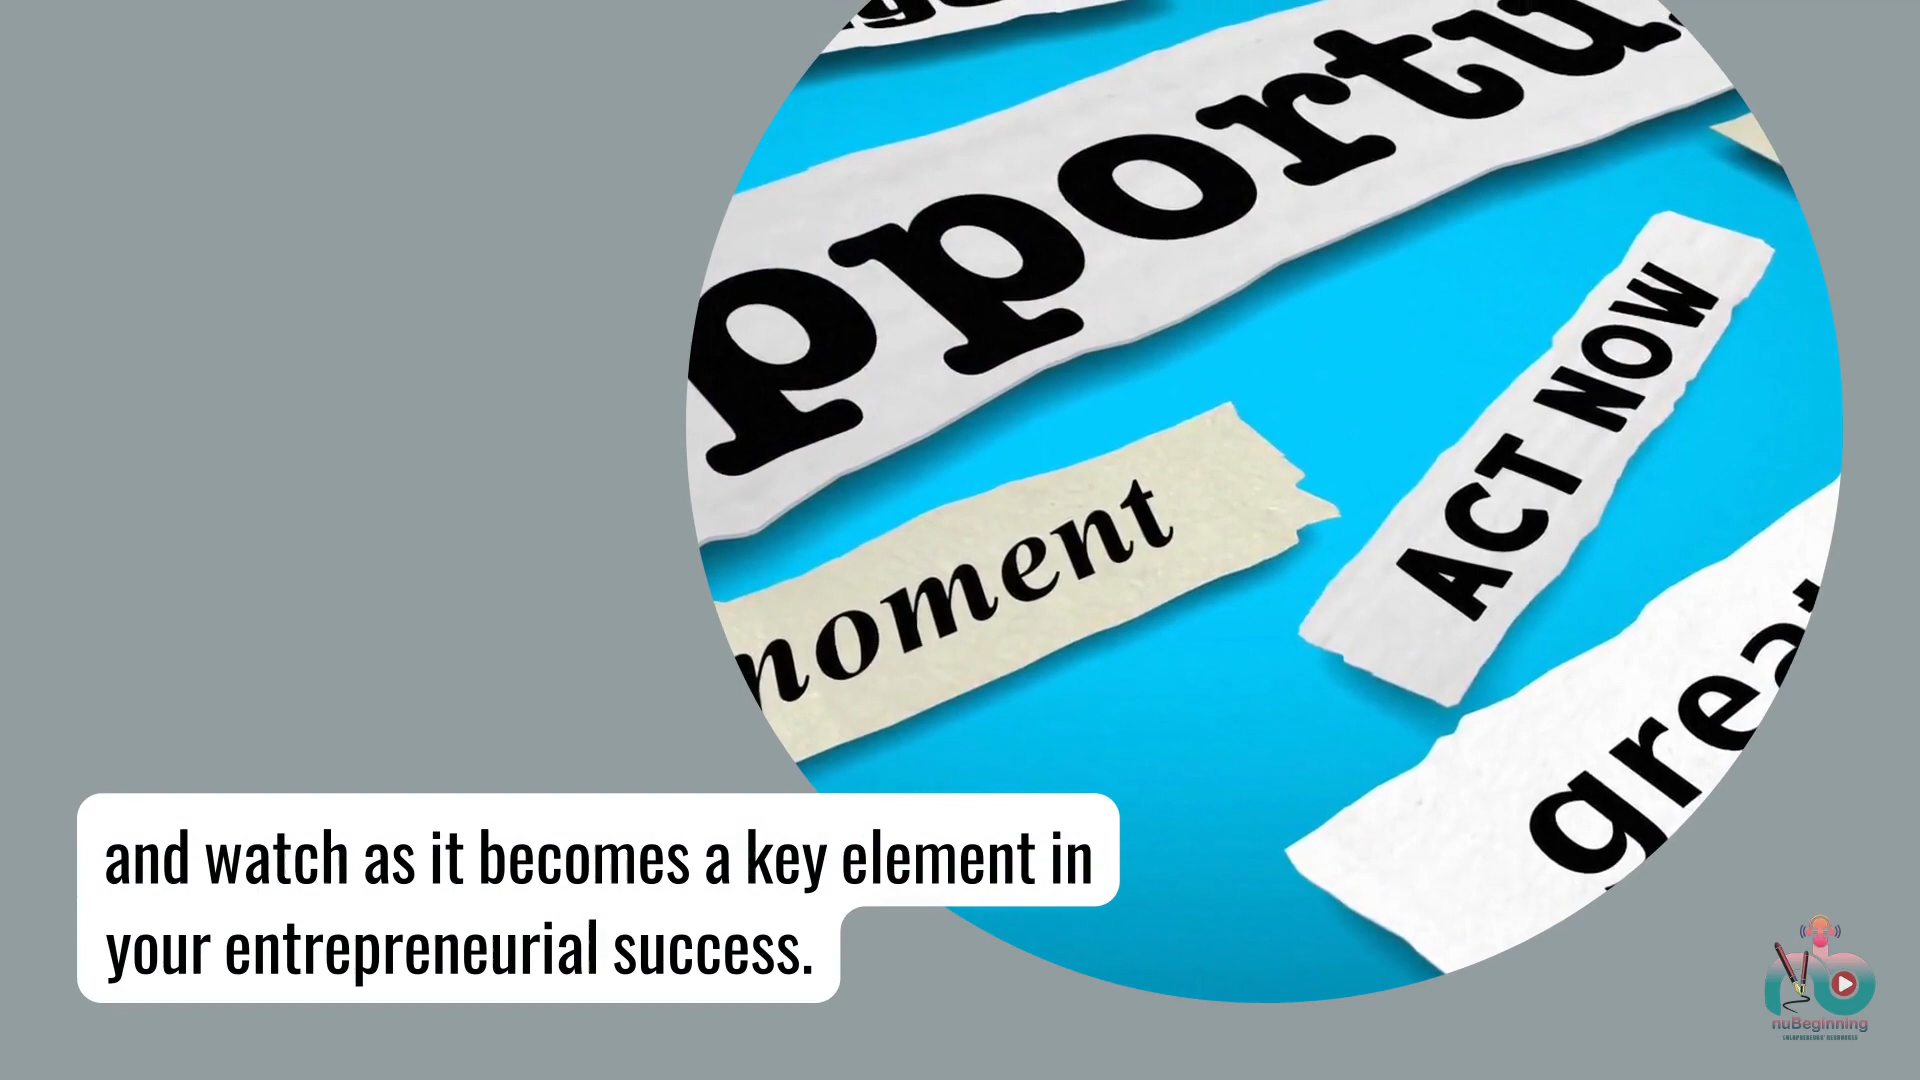 pportu
moment
ACT NOW
grea
and watch as it becomes a key element in
your entrepreneurial success.
nuBeginning